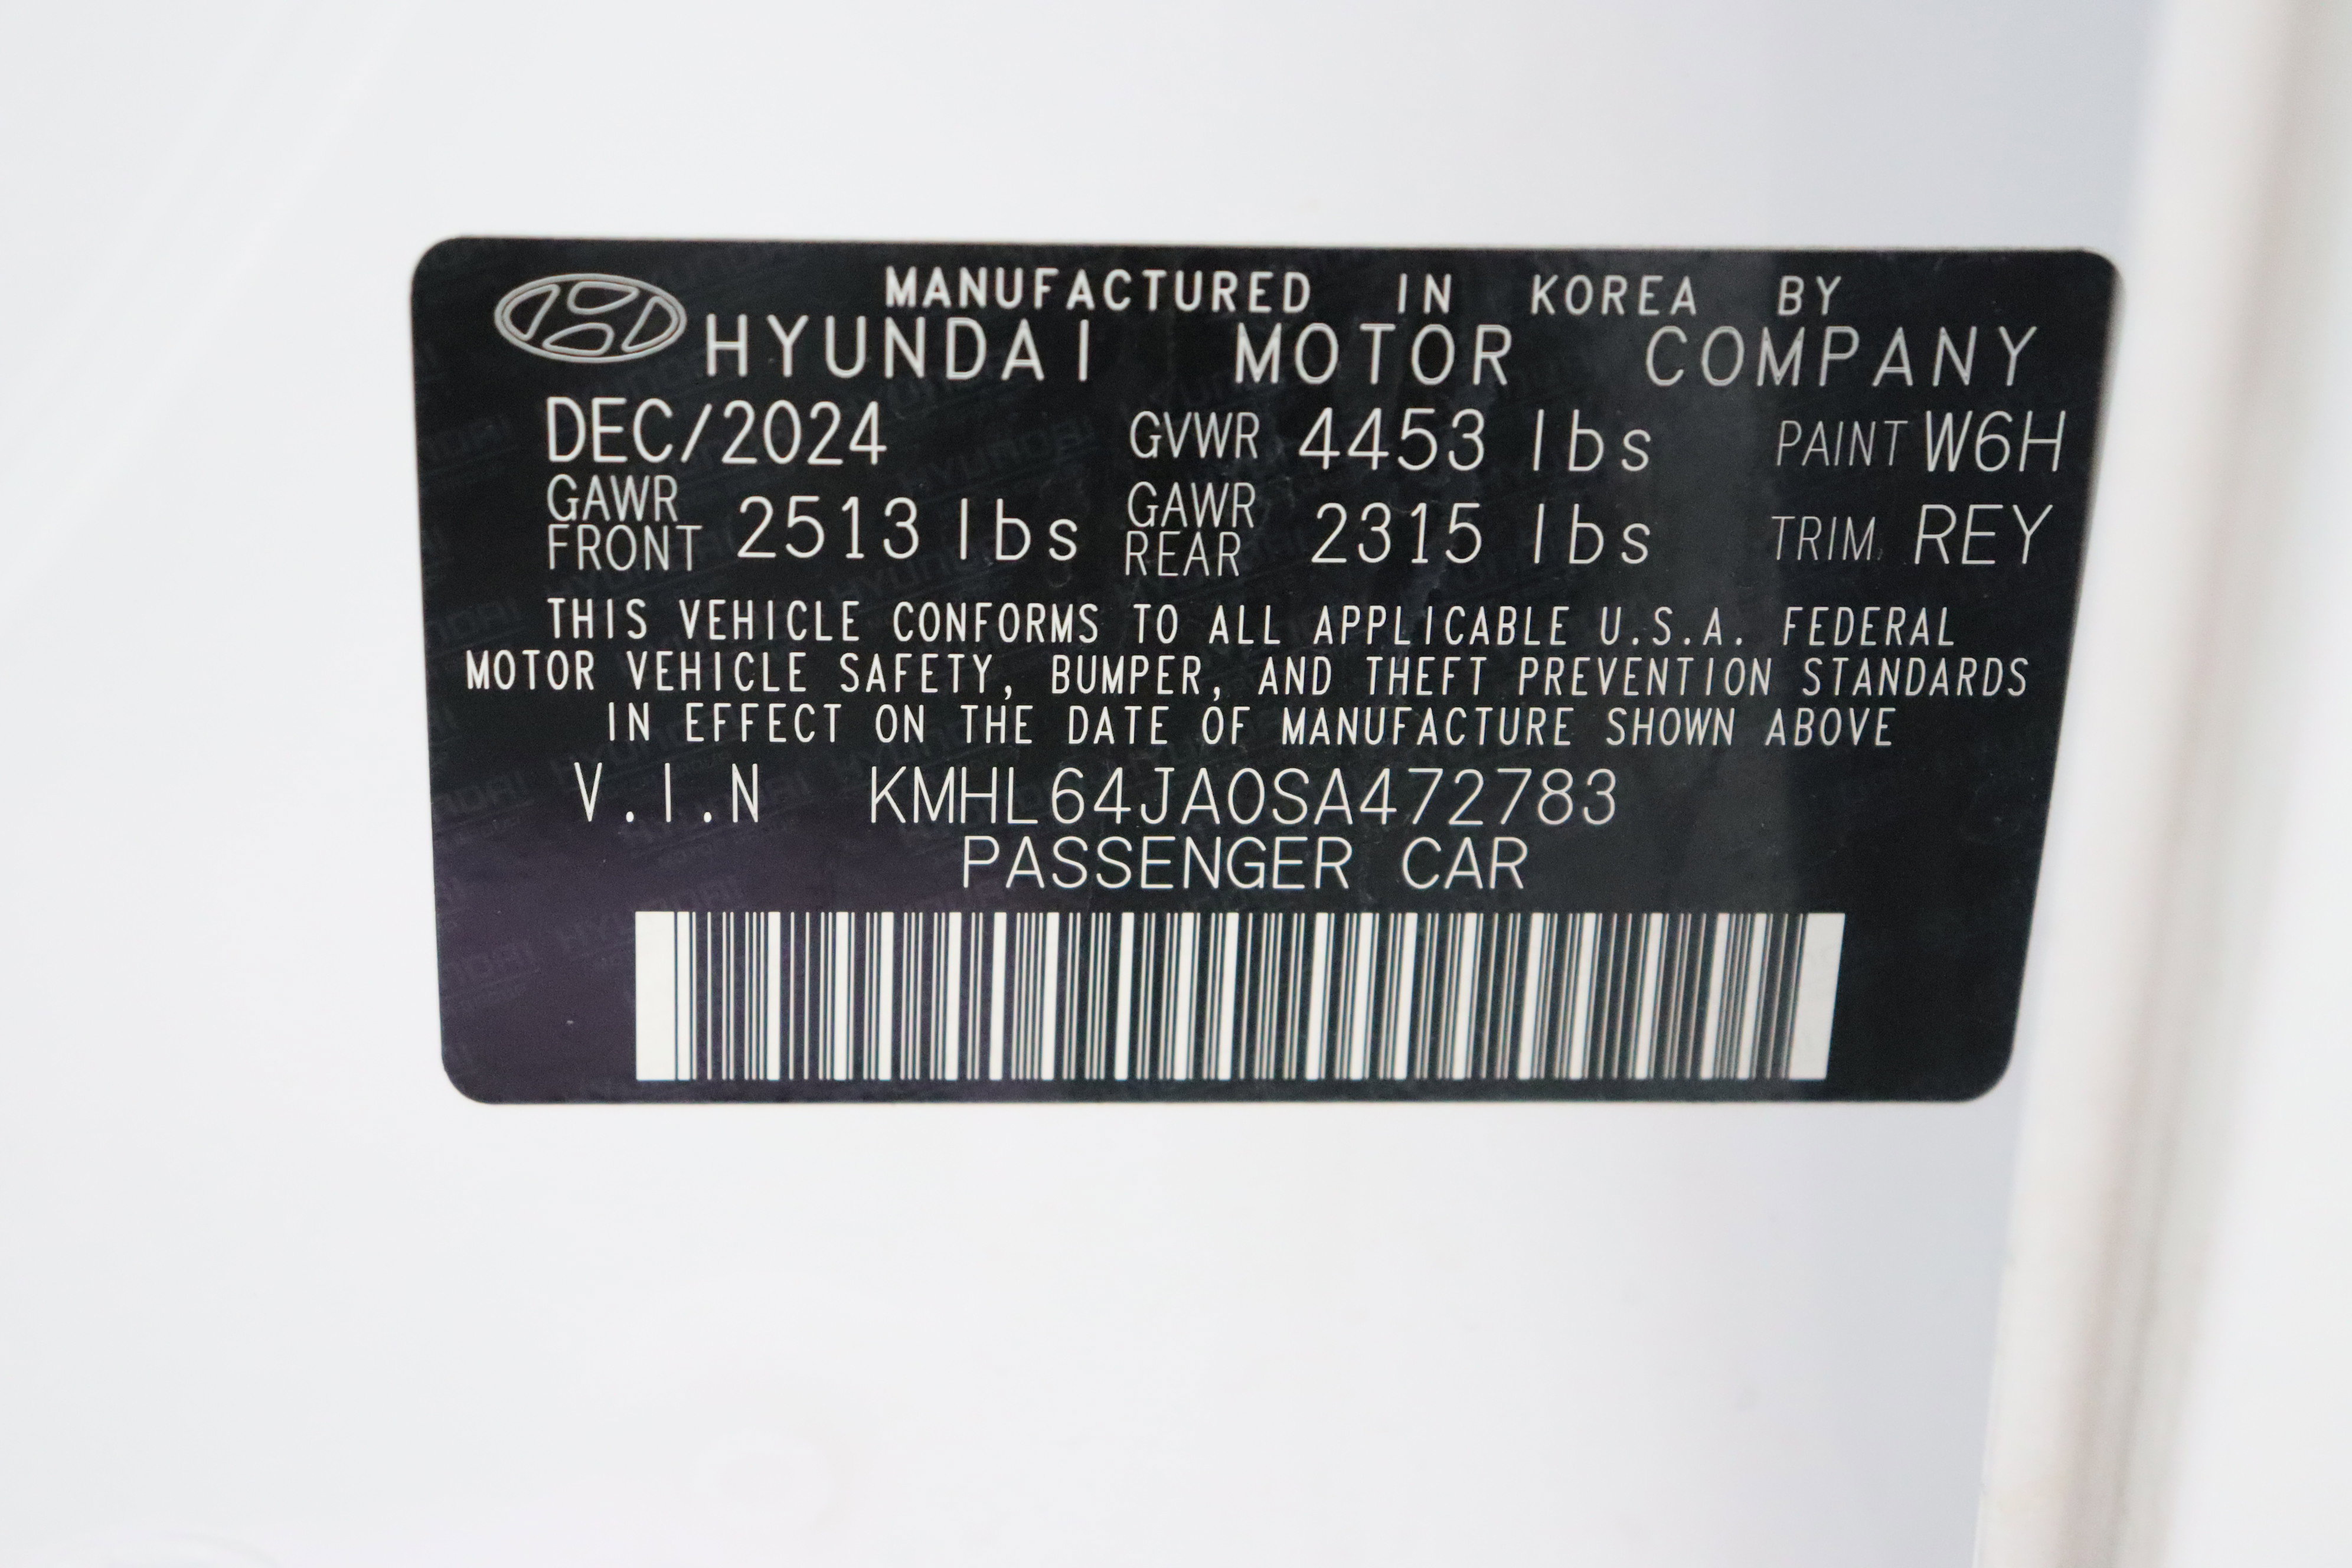 MANUFACTURED IN KOREA BY
HYUNDAI MOTOR COMPANY
DEC/2024 GVWR 4453 lbs PAINT W6H
GAWR FRONT 2513 lbs GAWR REAR 2315 lbs TRIM REY
THIS VEHICLE CONFORMS TO ALL APPLICABLE U.S.A. FEDERAL
MOTOR VEHICLE SAFETY, BUMPER, AND THEFT PREVENTION STANDARDS
IN EFFECT ON THE DATE OF MANUFACTURE SHOWN ABOVE
V.I.N KMHL64JA0SA472783
PASSENGER CAR